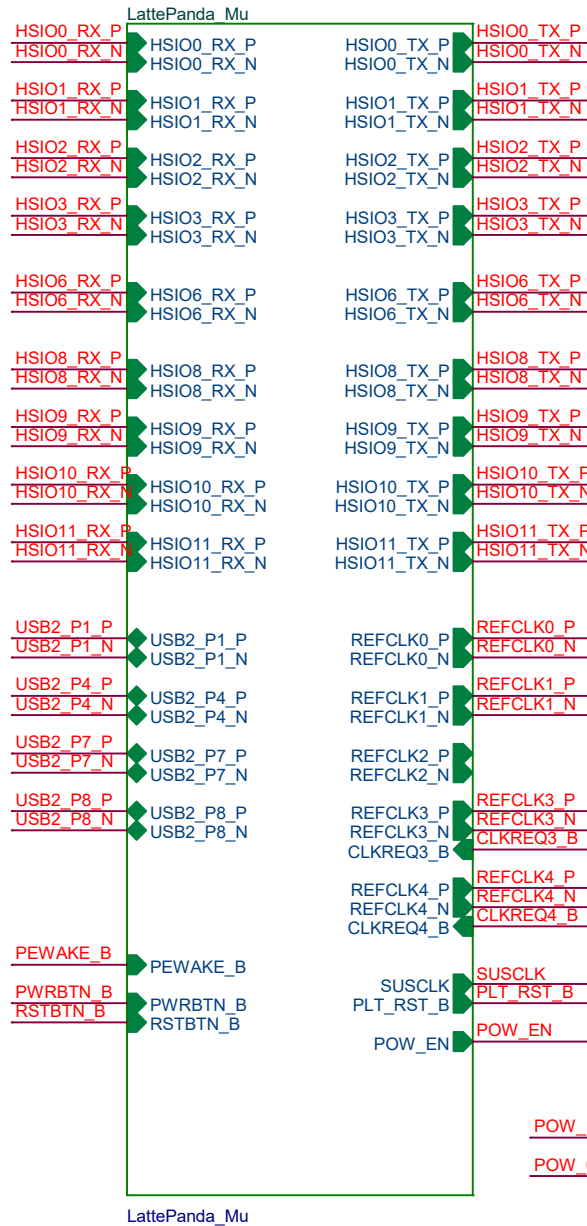 LattePanda_Mu
HSIO0_RX_P HSIO0_RX_P HSIO0_TX_P HSIO0_TX_P
HSIO0_RX_N HSIO0_RX_N HSIO0_TX_N HSIO0_TX_N
HSIO1_RX_P HSIO1_RX_P HSIO1_TX_P HSIO1_TX_P
HSIO1_RX_N HSIO1_RX_N HSIO1_TX_N HSIO1_TX_N
HSIO2_RX_P HSIO2_RX_P HSIO2_TX_P HSIO2_TX_P
HSIO2_RX_N HSIO2_RX_N HSIO2_TX_N HSIO2_TX_N
HSIO3_RX_P HSIO3_RX_P HSIO3_TX_P HSIO3_TX_P
HSIO3_RX_N HSIO3_RX_N HSIO3_TX_N HSIO3_TX_N
HSIO6_RX_P HSIO6_RX_P HSIO6_TX_P HSIO6_TX_P
HSIO6_RX_N HSIO6_RX_N HSIO6_TX_N HSIO6_TX_N
HSIO8_RX_P HSIO8_RX_P HSIO8_TX_P HSIO8_TX_P
HSIO8_RX_N HSIO8_RX_N HSIO8_TX_N HSIO8_TX_N
HSIO9_RX_P HSIO9_RX_P HSIO9_TX_P HSIO9_TX_P
HSIO9_RX_N HSIO9_RX_N HSIO9_TX_N HSIO9_TX_N
HSIO10_RX_P HSIO10_RX_P HSIO10_TX_P HSIO10_TX_P
HSIO10_RX_N HSIO10_RX_N HSIO10_TX_N HSIO10_TX_N
HSIO11_RX_P HSIO11_RX_P HSIO11_TX_P HSIO11_TX_P
HSIO11_RX_N HSIO11_RX_N HSIO11_TX_N HSIO11_TX_N
USB2_P1_P USB2_P1_P REFCLK0_P REFCLK0_P
USB2_P1_N USB2_P1_N REFCLK0_N REFCLK0_N
USB2_P4_P USB2_P4_P REFCLK1_P REFCLK1_P
USB2_P4_N USB2_P4_N REFCLK1_N REFCLK1_N
USB2_P7_P USB2_P7_P REFCLK2_P
USB2_P7_N USB2_P7_N REFCLK2_N
USB2_P8_P USB2_P8_P REFCLK3_P REFCLK3_P
USB2_P8_N USB2_P8_N REFCLK3_N REFCLK3_N
CLKREQ3_B CLKREQ3_B
REFCLK4_P REFCLK4_P
REFCLK4_N REFCLK4_N
CLKREQ4_B CLKREQ4_B
PEWAKE_B PEWAKE_B
SUSCLK SUSCLK
PWRBTN_B PWRBTN_B PLT_RST_B PLT_RST_B
RSTBTN_B RSTBTN_B
POW_EN POW_EN
POW_
POW_
LattePanda_Mu